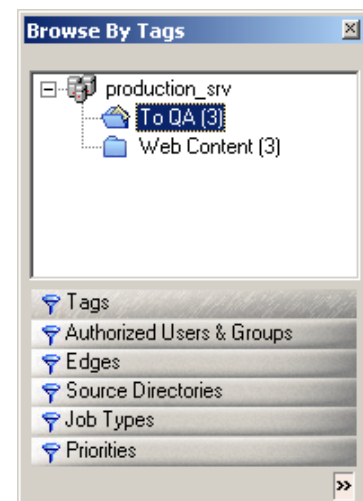 Browse By Tags
production_srv
To QA (3)
Web Content (3)
Tags
Authorized Users & Groups
Edges
Source Directories
Job Types
Priorities
»